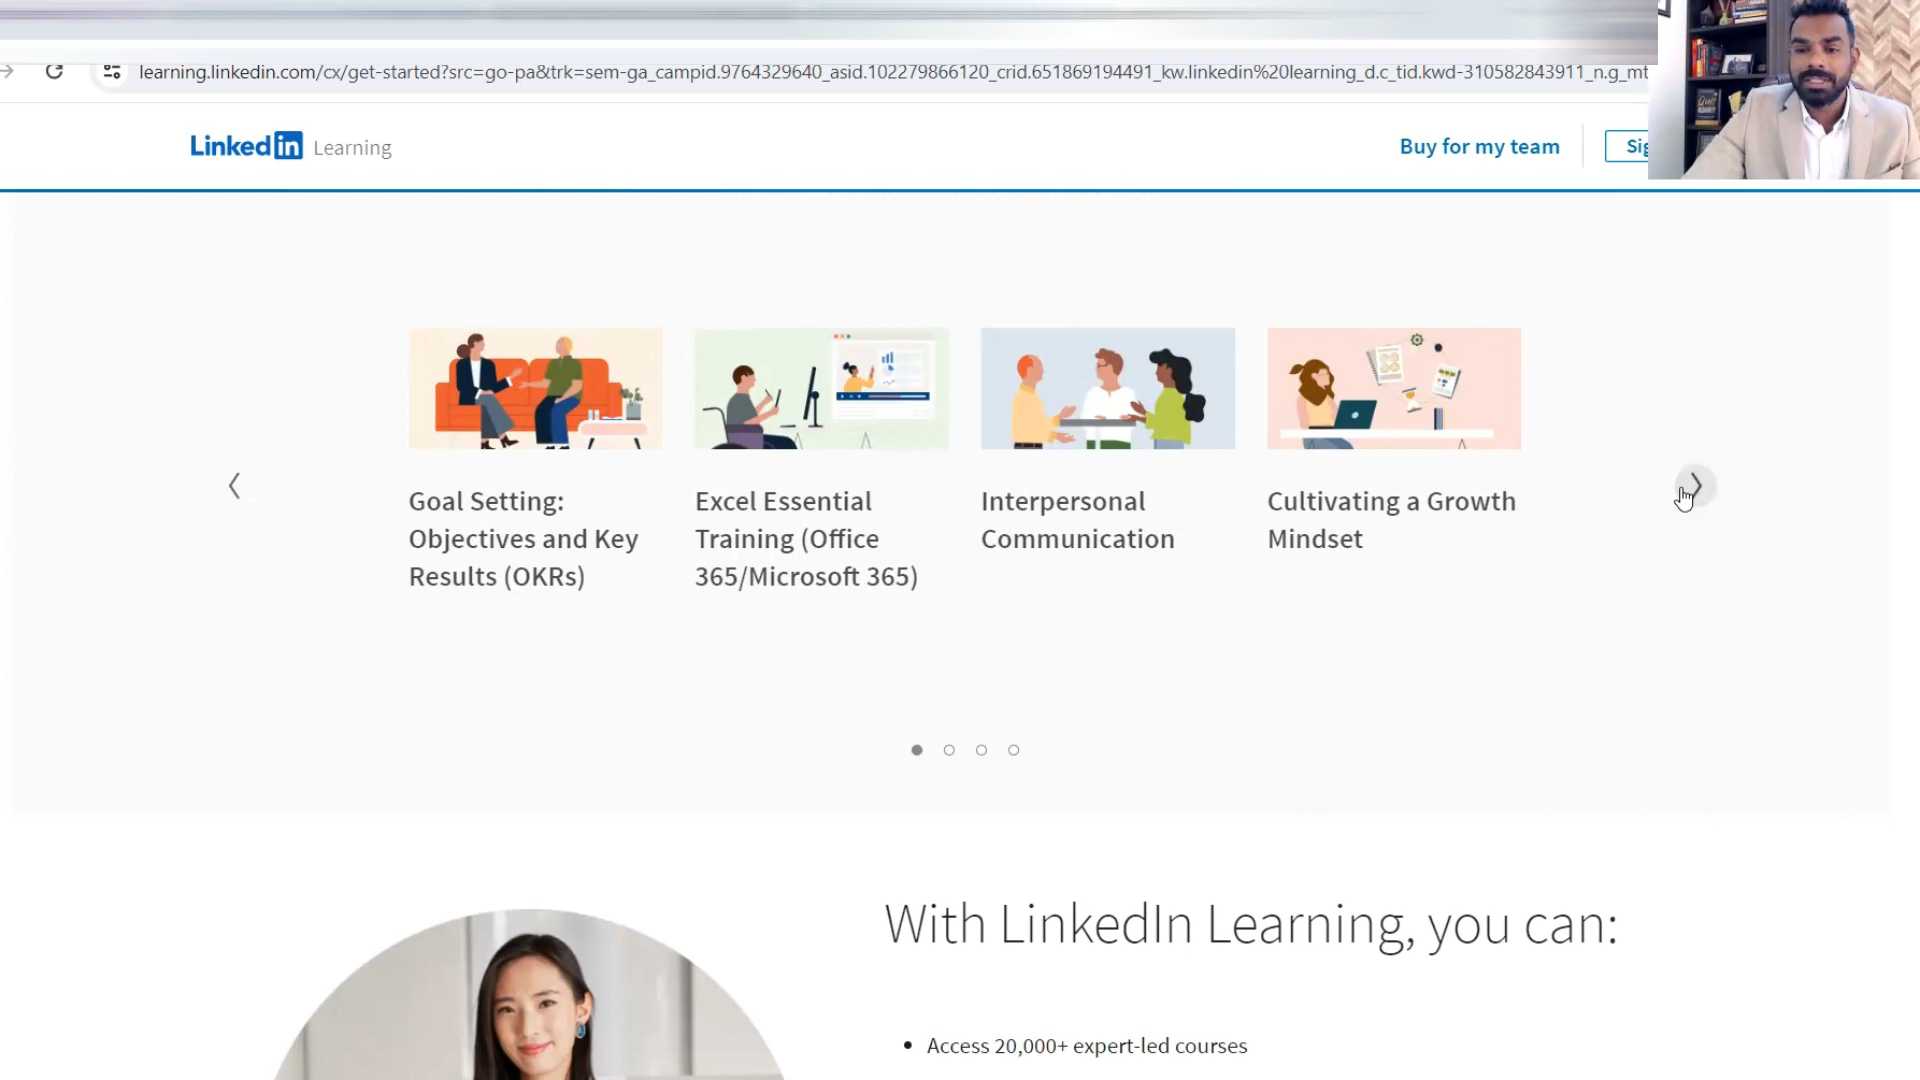 learning.linkedin.com/cx/get-started?src=go-pa&trk=sem-ga_campid.9764329640_asid.102279866120_crid.651869194491_kw.linkedin%20learning_d.c_tid.kwd-310582843911_n.g_mt
Linked in Learning
Buy for my team
Goal Setting:
Objectives and Key
Results (OKRs)
Excel Essential
Training (Office
365/Microsoft 365)
Interpersonal
Communication
Cultivating a Growth
Mindset
With LinkedIn Learning, you can:
• Access 20,000+ expert-led courses